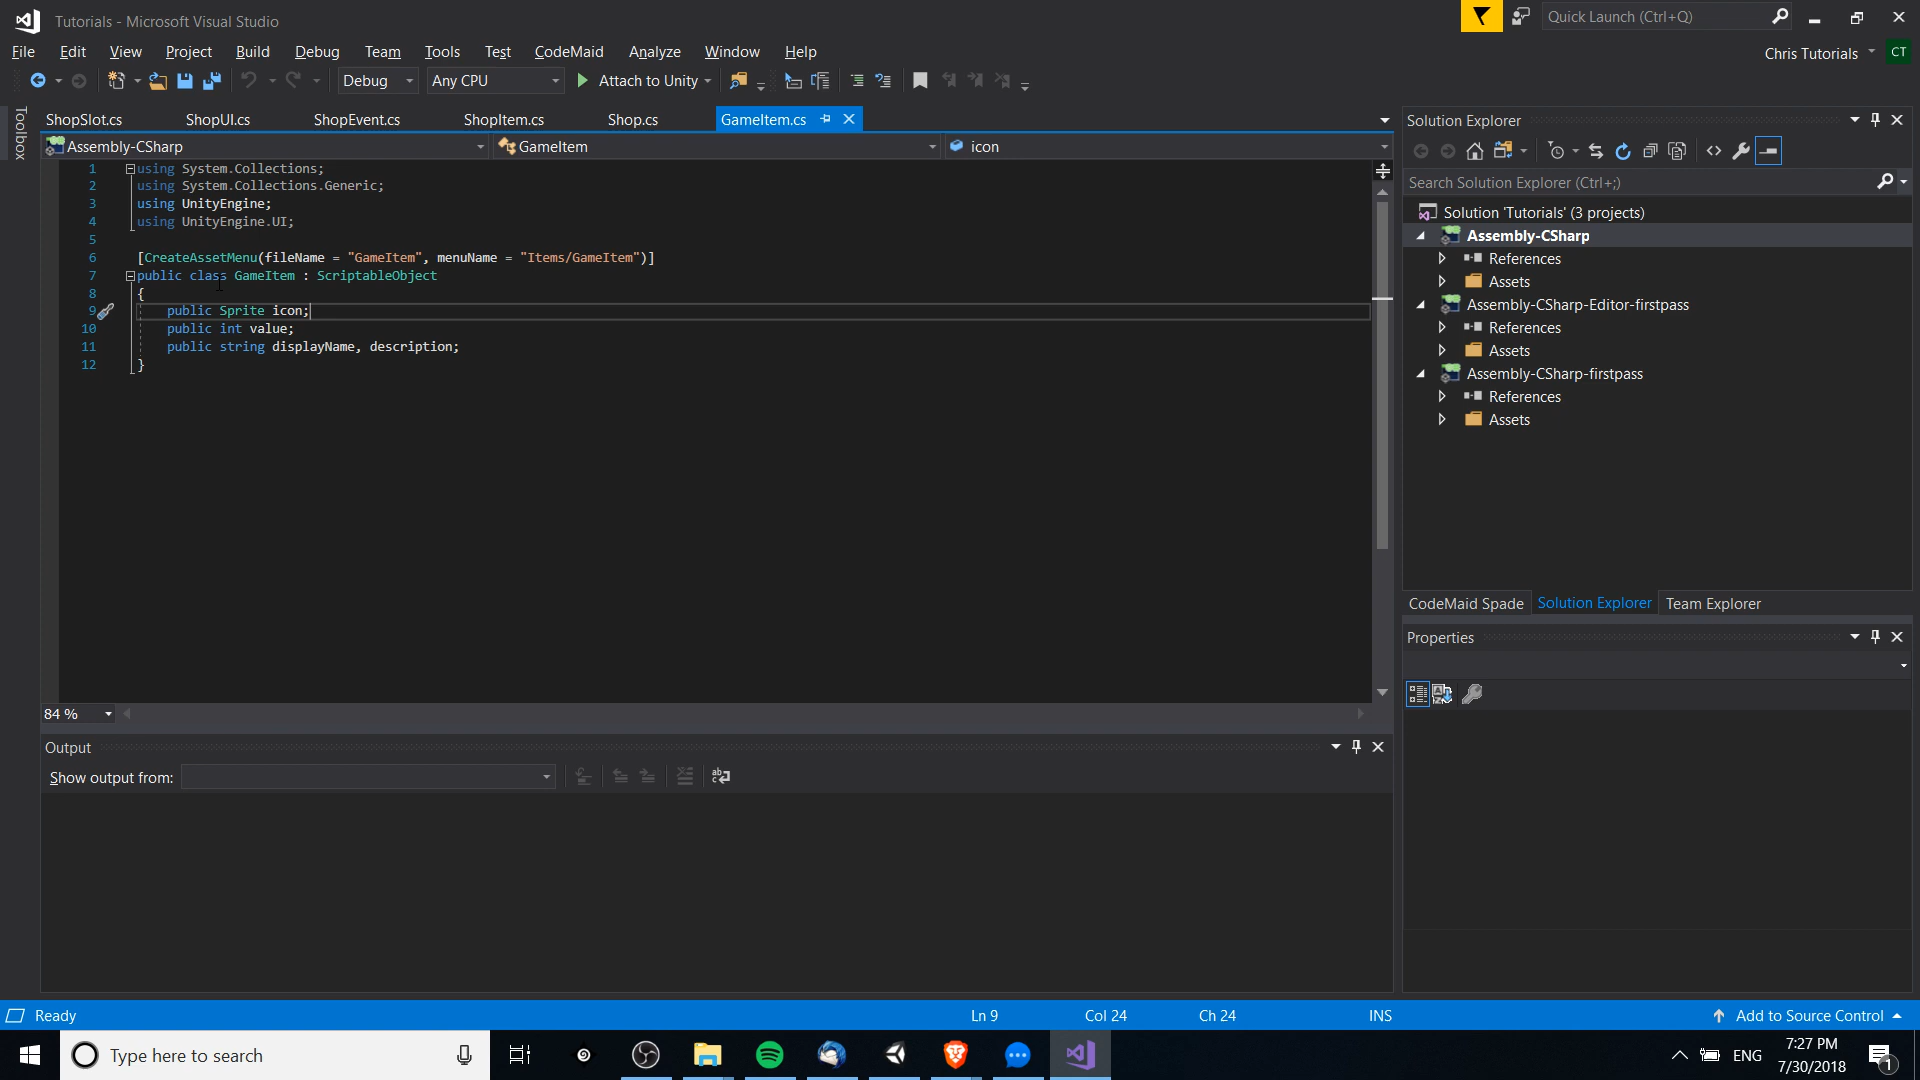 Tutorials - Microsoft Visual Studio
Quick Launch (Ctrl+Q)
File Edit View Project Build Debug Team Tools Test CodeMaid Analyze Window Help
Chris Tutorials CT
Debug Any CPU Attach to Unity
Toolbox
ShopSlot.cs ShopUI.cs ShopEvent.cs ShopItem.cs Shop.cs GameItem.cs
Assembly-CSharp GameItem icon
1 using System.Collections;
2 using System.Collections.Generic;
3 using UnityEngine;
4 using UnityEngine.UI;
5
6 [CreateAssetMenu(fileName = "GameItem", menuName = "Items/GameItem")]
7 public class GameItem : ScriptableObject
8 {
9 public Sprite icon;
10 public int value;
11 public string displayName, description;
12 }
84 %
Output
Show output from:
Solution Explorer
Search Solution Explorer (Ctrl+;)
Solution 'Tutorials' (3 projects)
Assembly-CSharp
References
Assets
Assembly-CSharp-Editor-firstpass
References
Assets
Assembly-CSharp-firstpass
References
Assets
CodeMaid Spade Solution Explorer Team Explorer
Properties
Ready Ln 9 Col 24 Ch 24 INS Add to Source Control
Type here to search
ENG
7:27 PM
7/30/2018
1